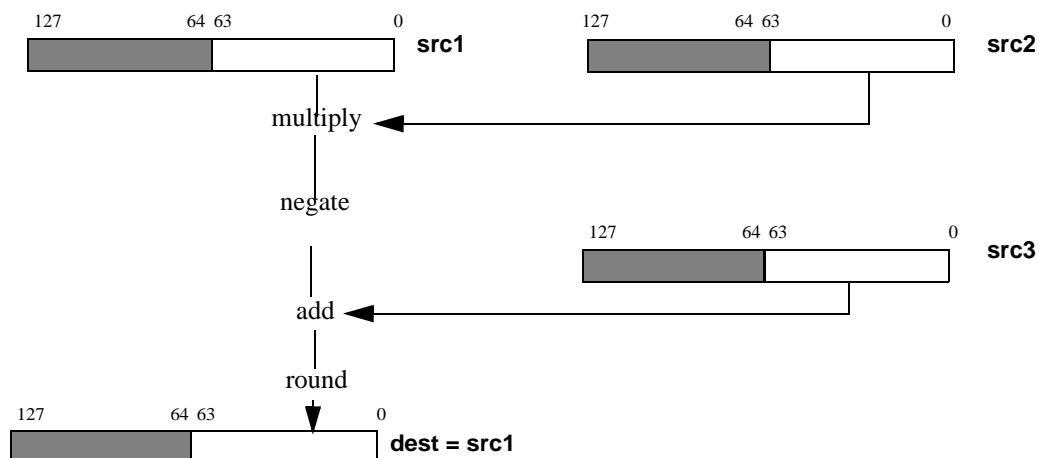 127 64 63 0 src1
127 64 63 0 src2
multiply
negate
127 64 63 0 src3
add
round
127 64 63 0
dest = src1